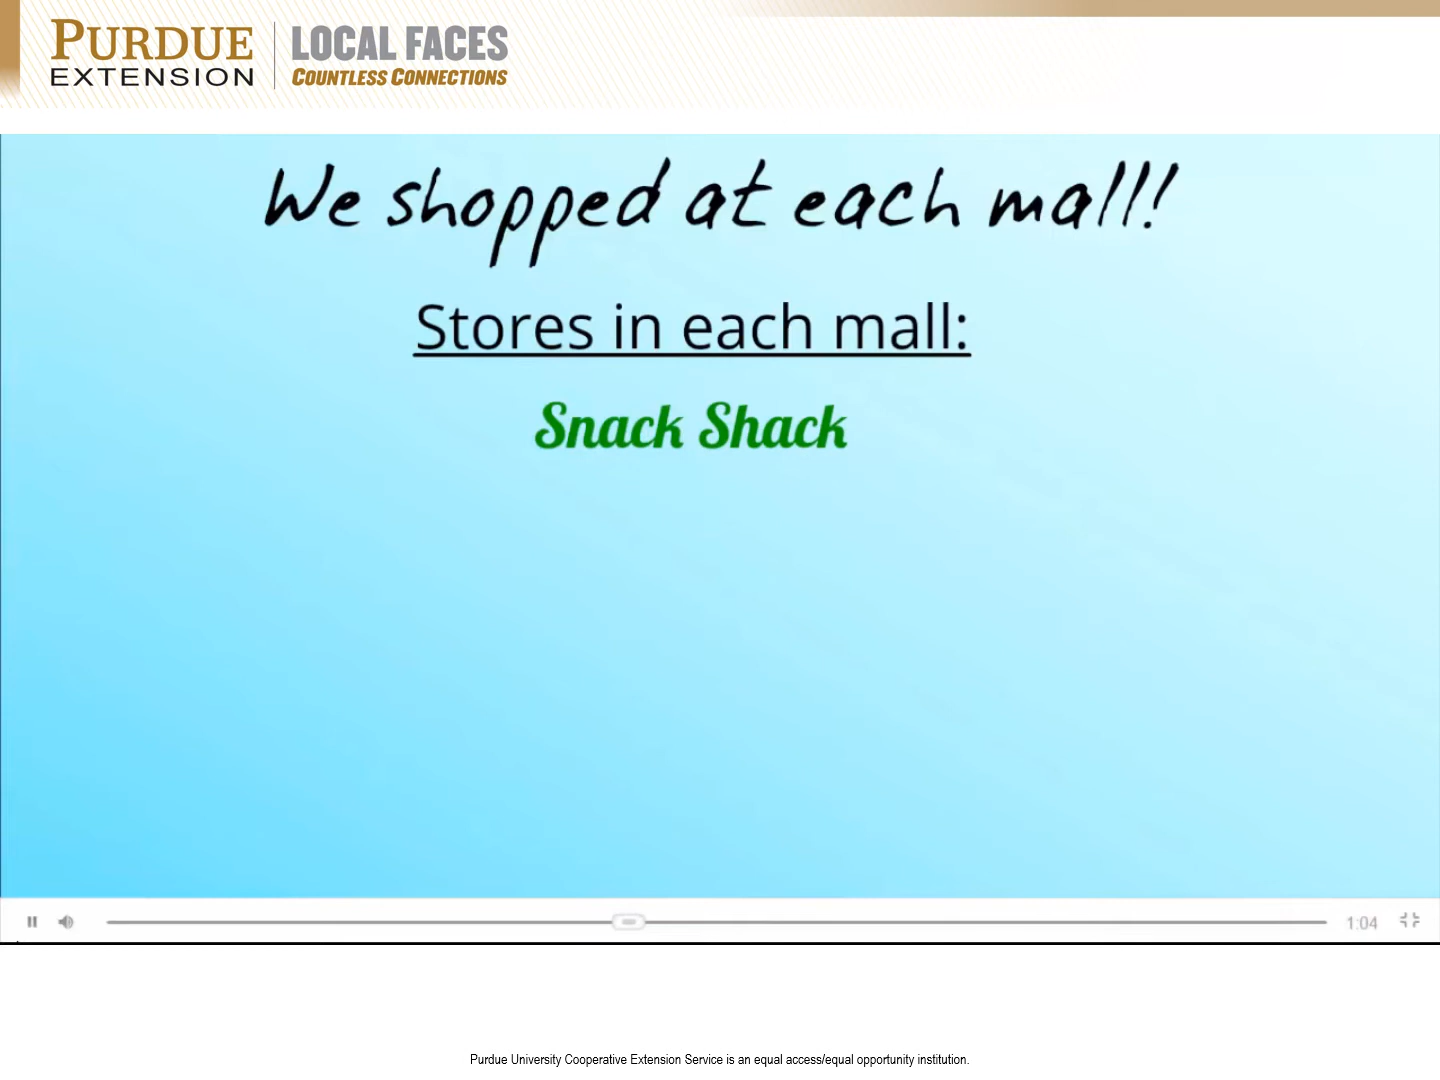 PURDUE
EXTENSION
LOCAL FACES
COUNTLESS CONNECTIONS
We shopped at each mall!
Stores in each mall:
Snack Shack
1:04
Purdue University Cooperative Extension Service is an equal access/equal opportunity institution.